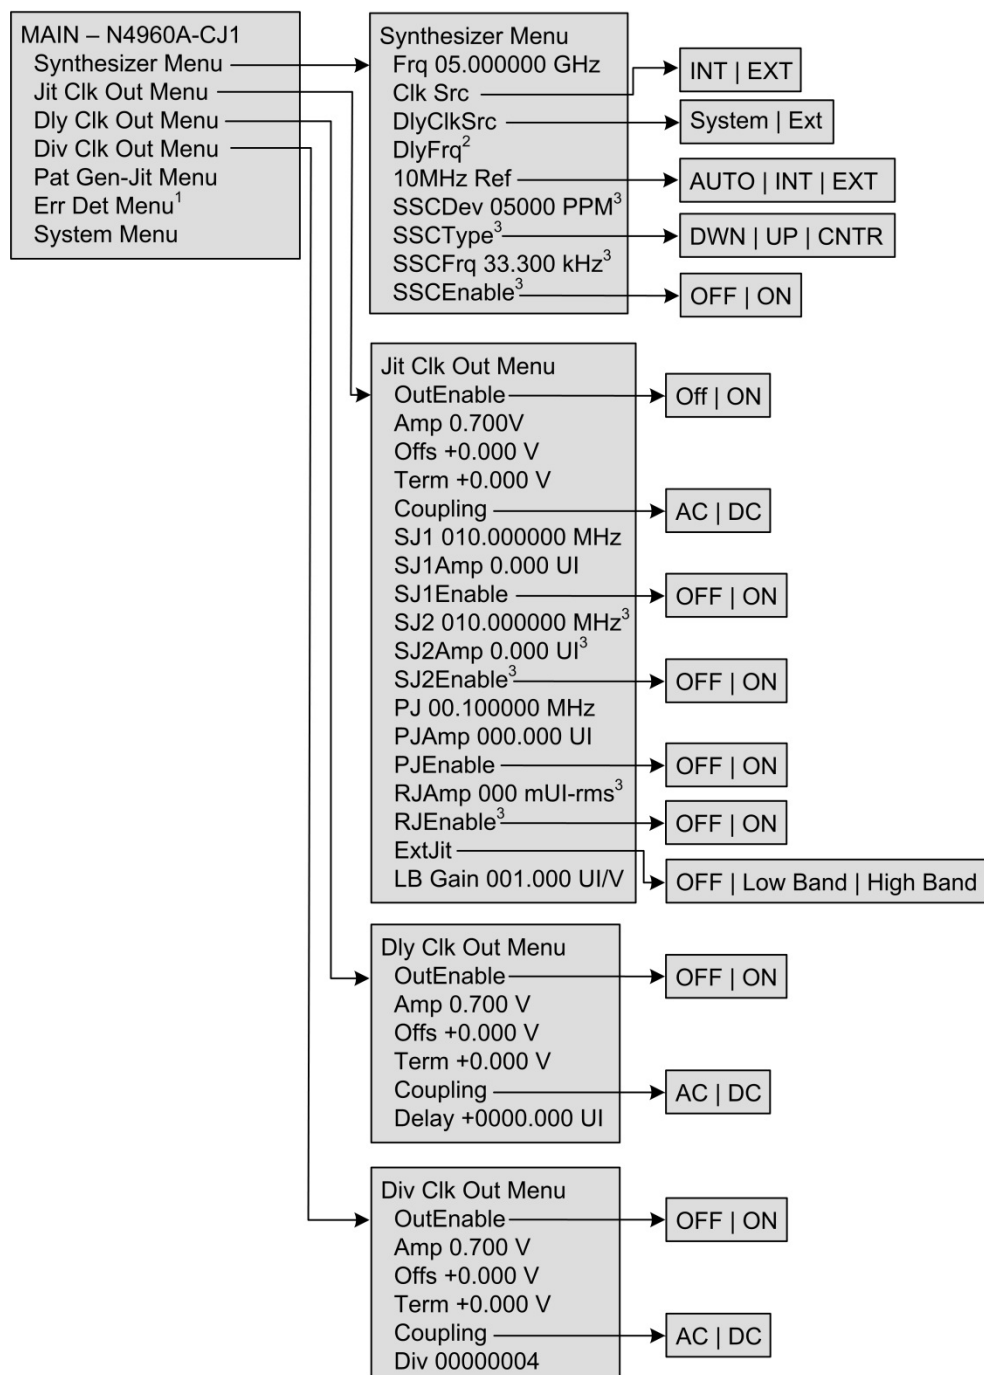 MAIN – N4960A-CJ1
Synthesizer Menu
Jit Clk Out Menu
Dly Clk Out Menu
Div Clk Out Menu
Pat Gen-Jit Menu
Err Det Menu¹
System Menu
Synthesizer Menu
Frq 05.000000 GHz
Clk Src
DlyClkSrc
DlyFrq²
10MHz Ref
SSCDev 05000 PPM³
SSCType³
SSCFrq 33.300 kHz³
SSCEnable³
INT | EXT
System | Ext
AUTO | INT | EXT
DWN | UP | CNTR
OFF | ON
Jit Clk Out Menu
OutEnable
Amp 0.700V
Offs +0.000 V
Term +0.000 V
Coupling
SJ1 010.000000 MHz
SJ1Amp 0.000 UI
SJ1Enable
SJ2 010.000000 MHz³
SJ2Amp 0.000 UI³
SJ2Enable³
PJ 00.100000 MHz
PJAmp 000.000 UI
PJEnable
RJAmp 000 mUI-rms³
RJEnable³
ExtJit
LB Gain 001.000 UI/V
Off | ON
AC | DC
OFF | ON
OFF | ON
OFF | ON
OFF | ON
OFF | Low Band | High Band
Dly Clk Out Menu
OutEnable
Amp 0.700 V
Offs +0.000 V
Term +0.000 V
Coupling
Delay +0000.000 UI
OFF | ON
AC | DC
Div Clk Out Menu
OutEnable
Amp 0.700 V
Offs +0.000 V
Term +0.000 V
Coupling
Div 00000004
OFF | ON
AC | DC